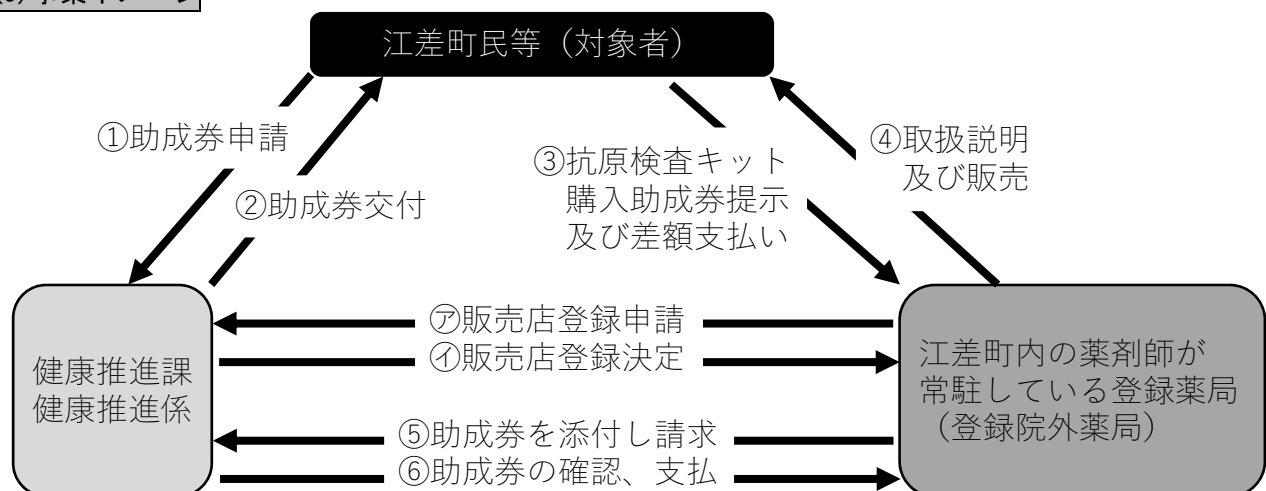 江差町民等（対象者）
①助成券申請
②助成券交付
③抗原検査キット
購入助成券提示
及び差額支払い
④取扱説明
及び販売
㋐販売店登録申請
㋑販売店登録決定
健康推進課
健康推進係
江差町内の薬剤師が
常駐している登録薬局
（登録院外薬局）
⑤助成券を添付し請求
⑥助成券の確認、支払